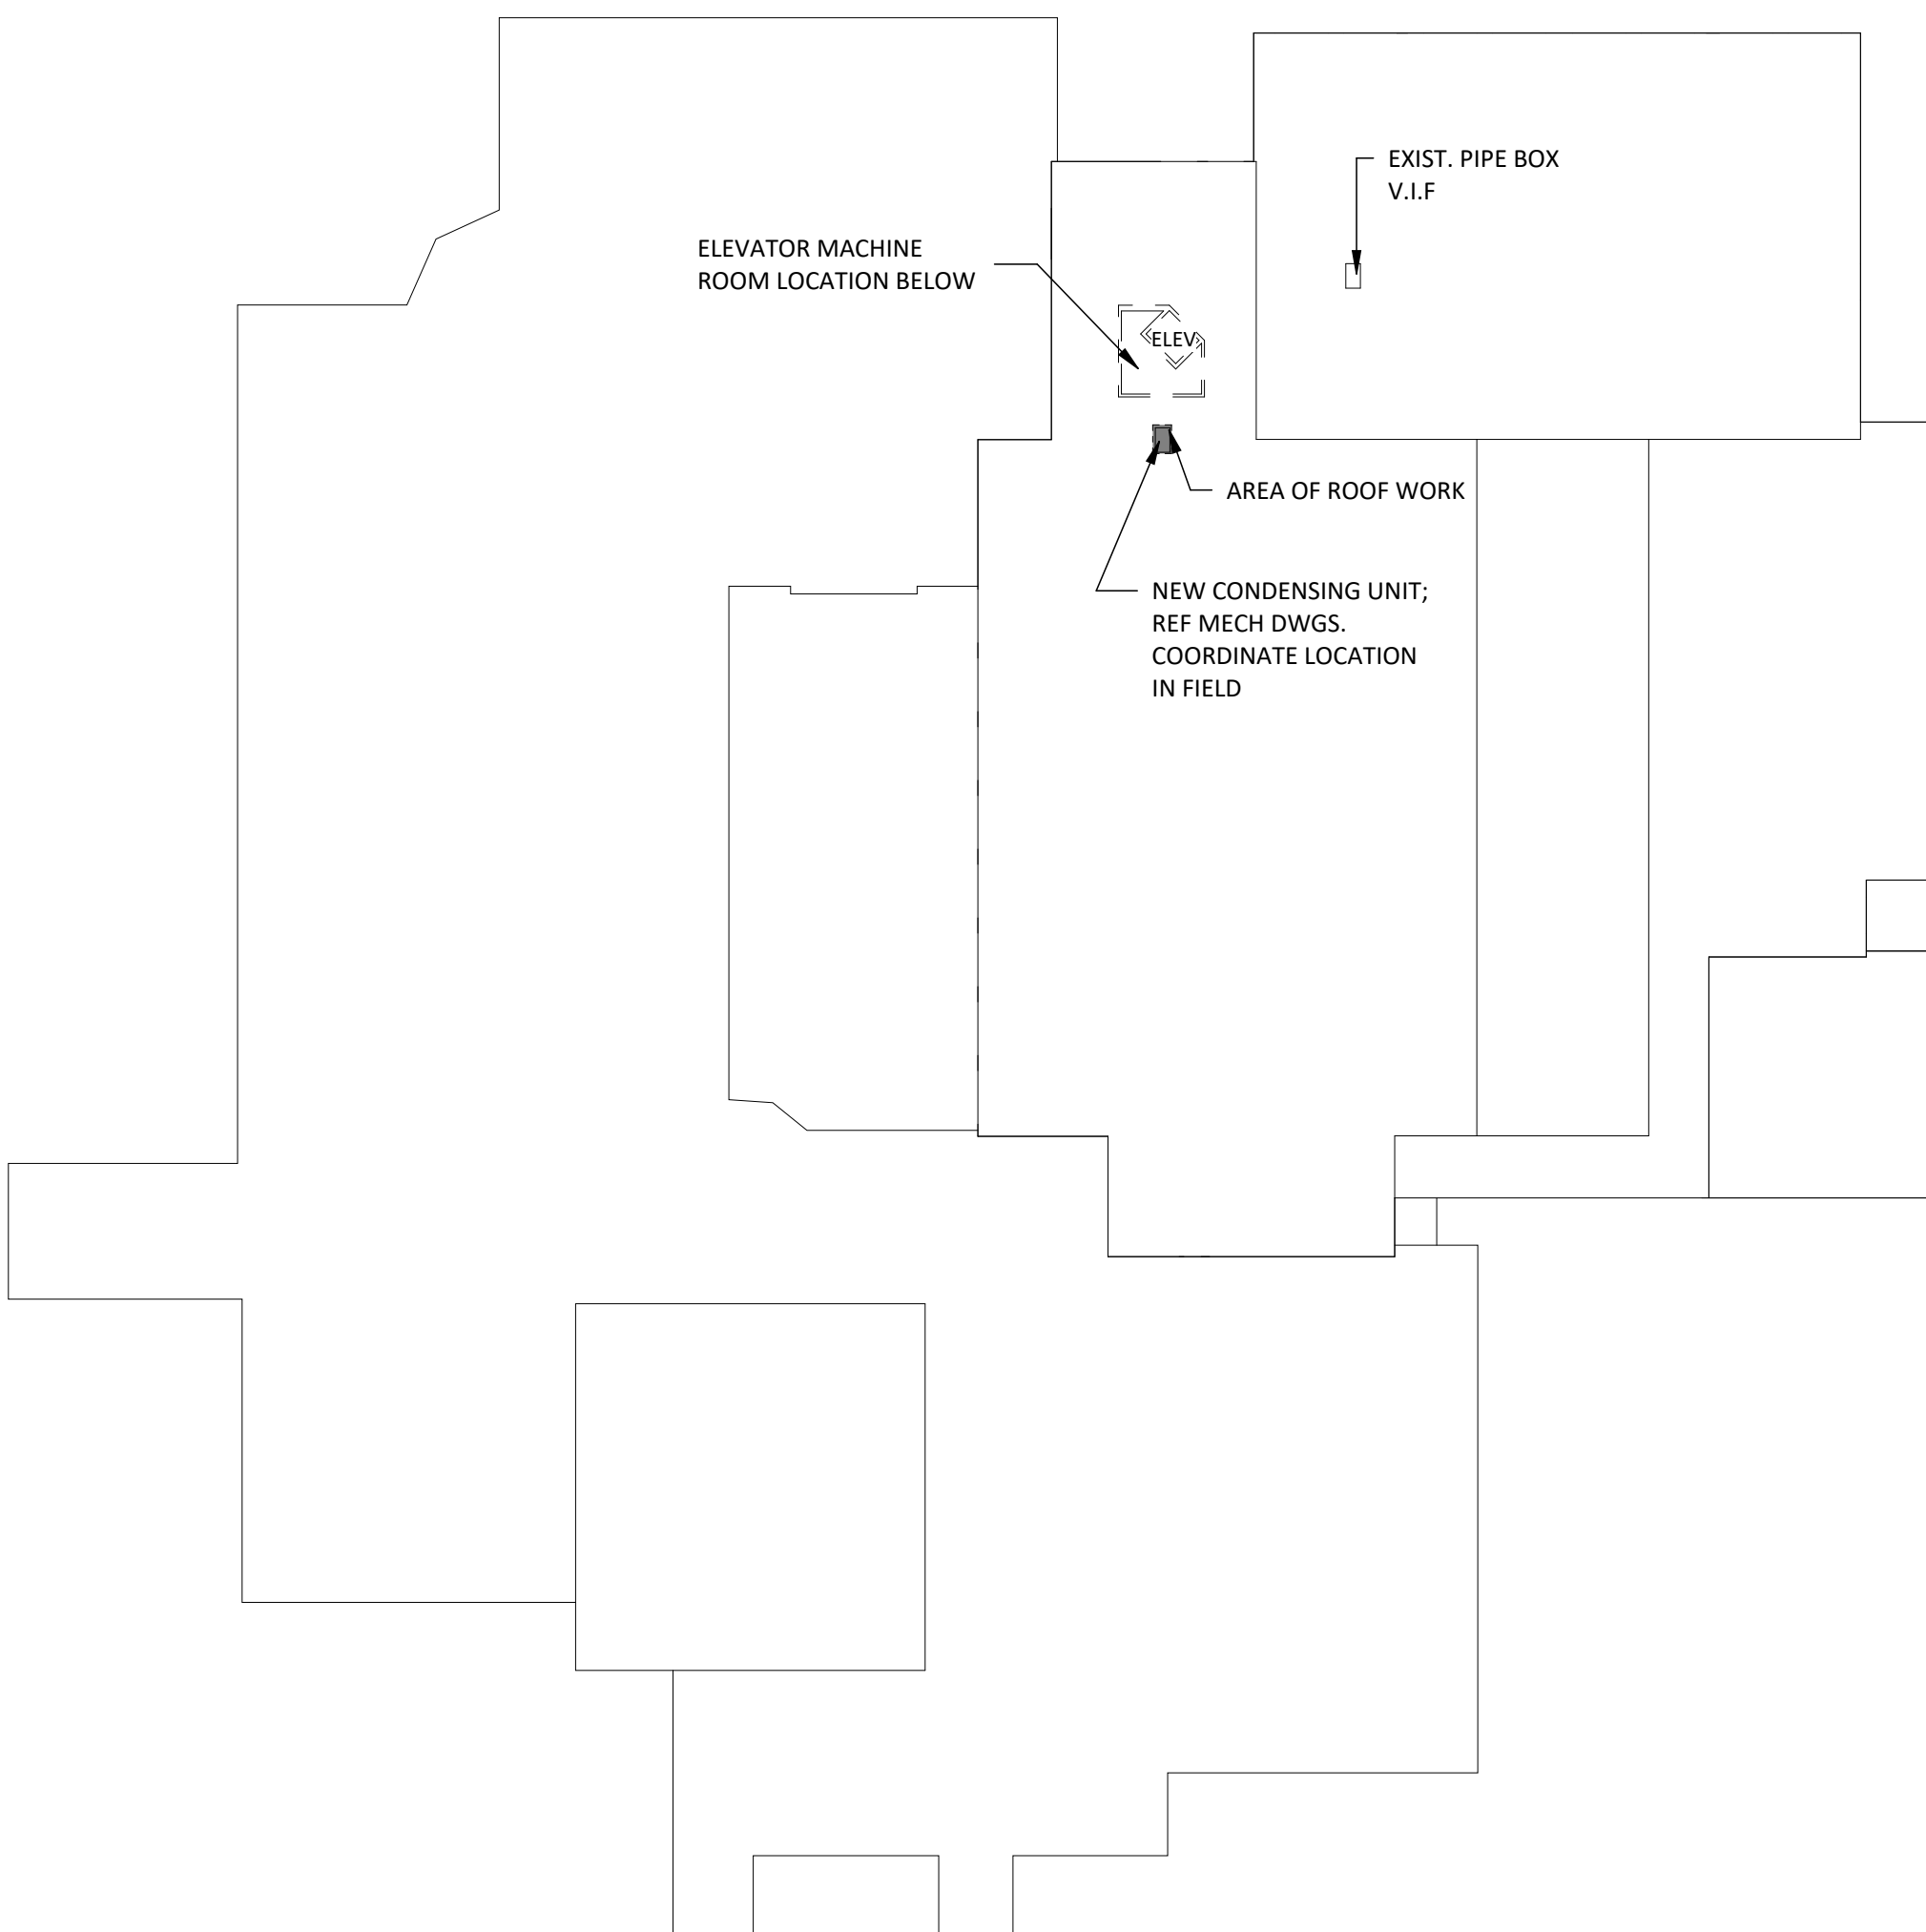 EXIST. PIPE BOX
V.I.F
ELEVATOR MACHINE
ROOM LOCATION BELOW
ELEV
AREA OF ROOF WORK
NEW CONDENSING UNIT;
REF MECH DWGS.
COORDINATE LOCATION
IN FIELD